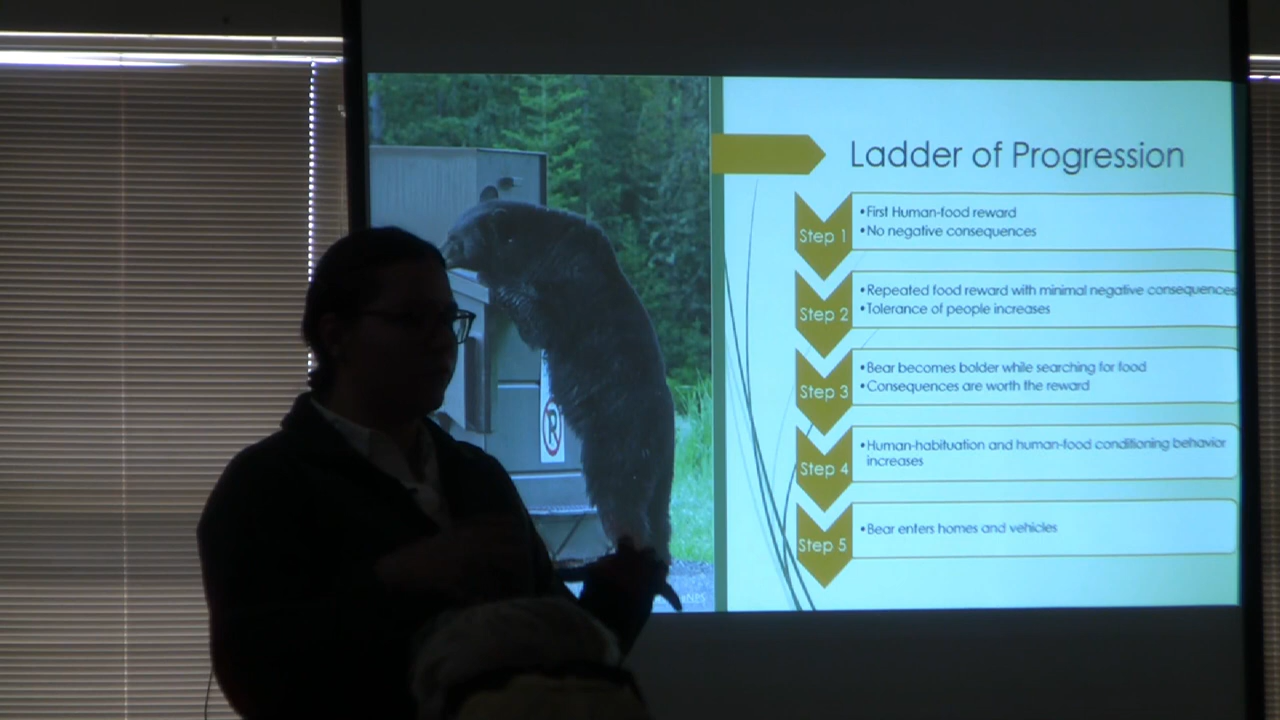 Ladder of Progression
Step 1
•First Human-food reward
•No negative consequences
Step 2
•Repeated food reward with minimal negative consequences
•Tolerance of people increases
Step 3
•Bear becomes bolder while searching for food
•Consequences are worth the reward
Step 4
•Human-habituation and human-food conditioning behavior
increases
Step 5
•Bear enters homes and vehicles
R
NPS